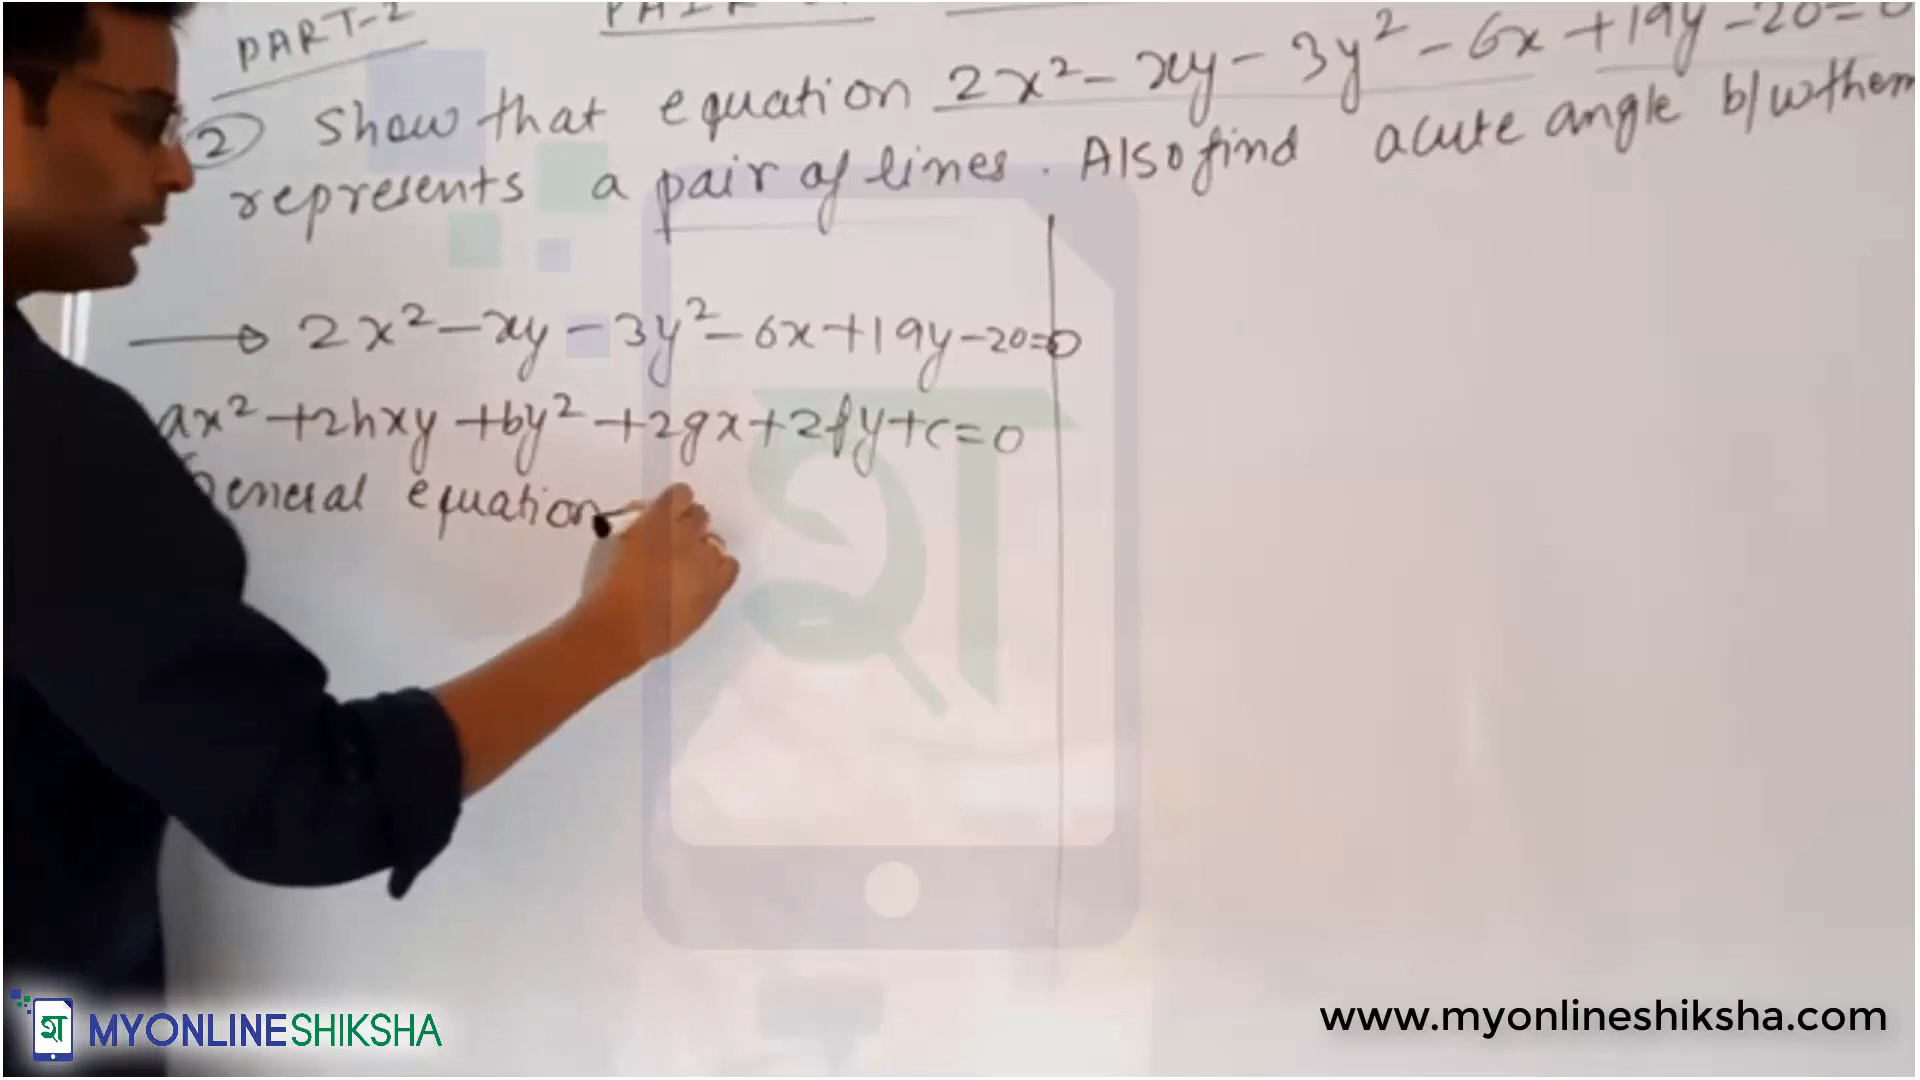 PART-2
PAIR
2) Show that equation 2x² - xy - 3y² - 6x + 19y - 20 = 0
represents a pair of lines. Also find acute angle b/w them
→ 2x² - xy - 3y² - 6x + 19y - 20 = 0
ax² + 2hxy + by² + 2gx + 2fy + c = 0
General equation
श
MYONLINESHIKSHA
www.myonlineshiksha.com